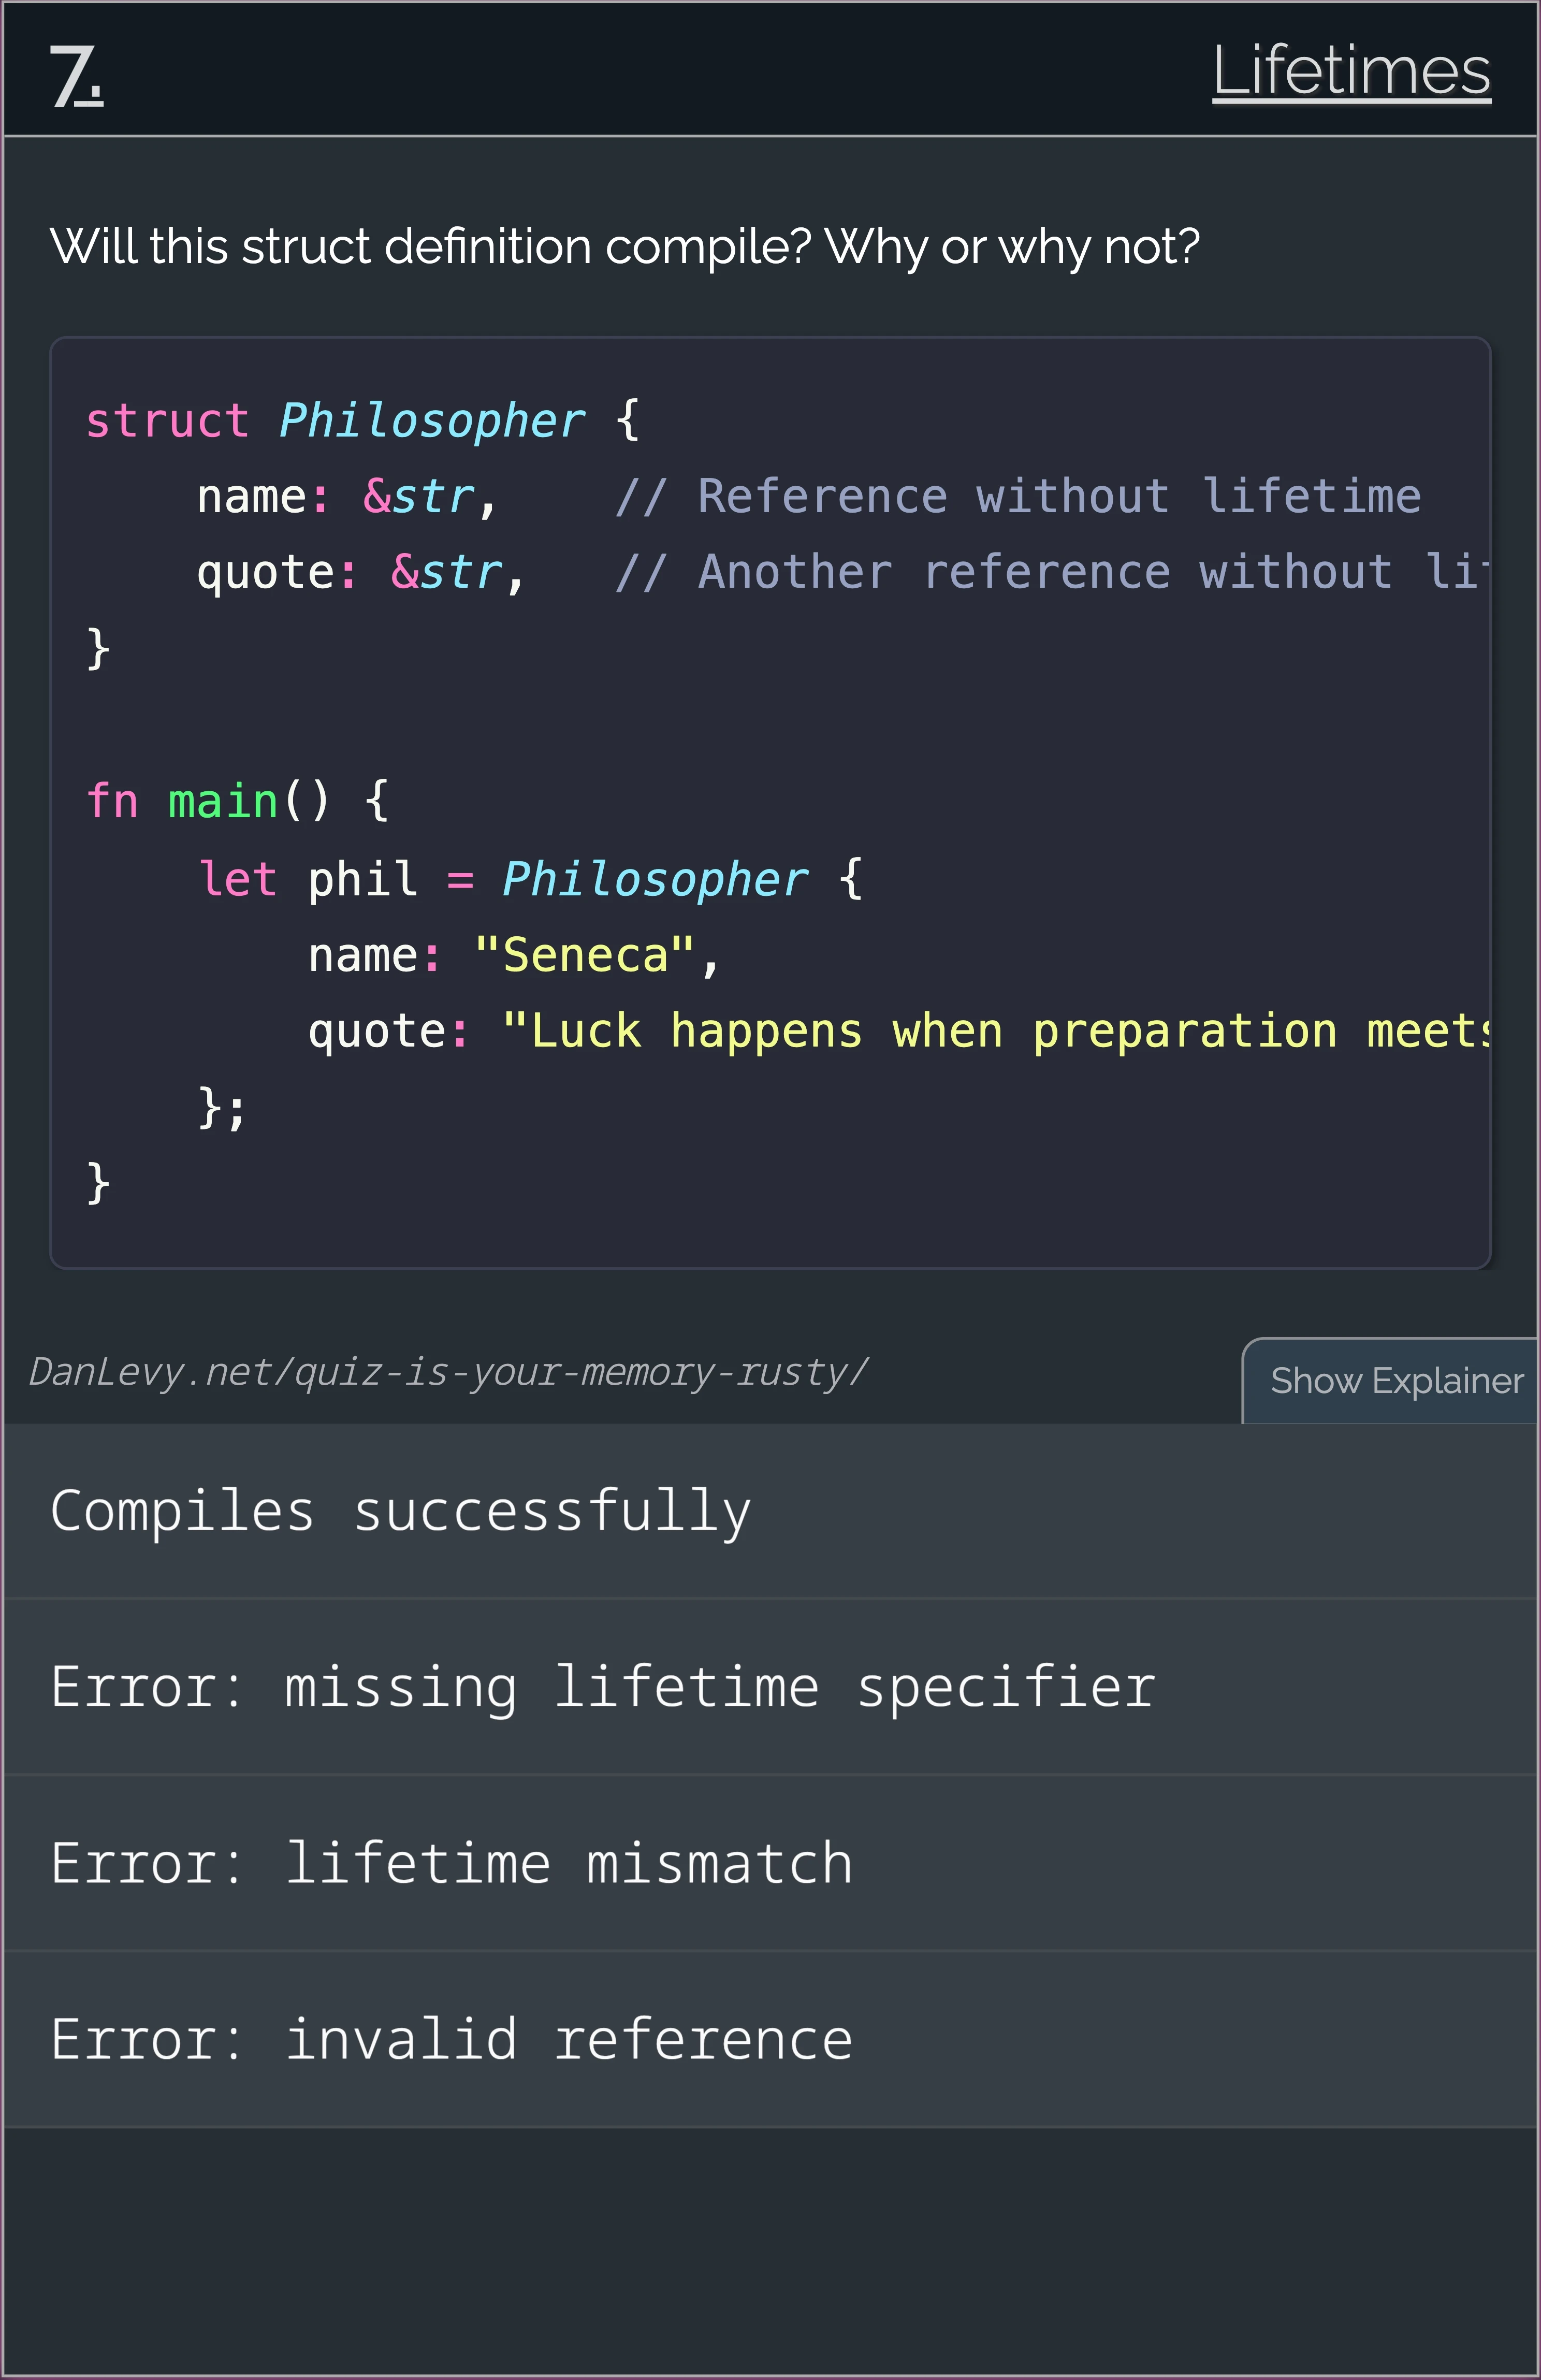 7.
Lifetimes
Will this struct definition compile? Why or why not?
struct Philosopher {
    name: &str,    // Reference without lifetime
    quote: &str,   // Another reference without
}
fn main() {
    let phil = Philosopher {
        name: "Seneca",
        quote: "Luck happens when preparation meets
    };
}
DanLevy.net/quiz-is-your-memory-rusty/
Show Explainer
Compiles successfully
Error: missing lifetime specifier
Error: lifetime mismatch
Error: invalid reference